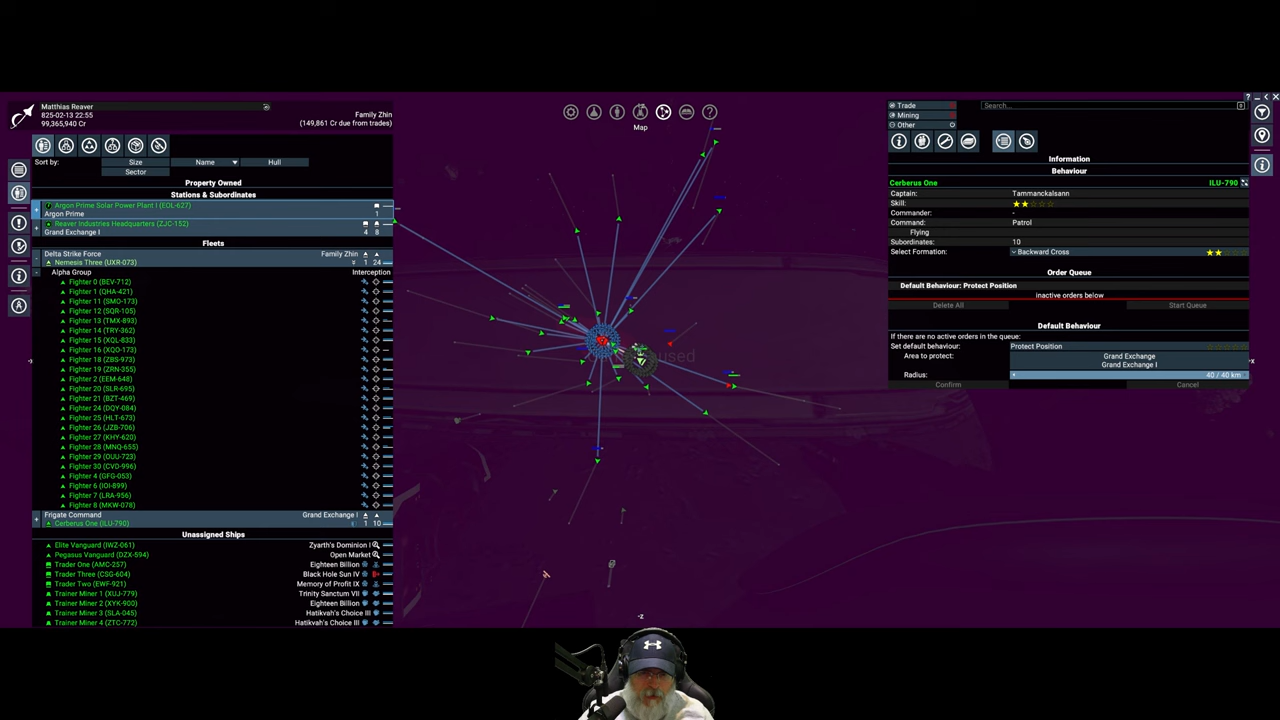 Matthias Reaver
825-02-13 22:55
99,365,940 Cr
Family Zhin
(149,861 Cr due from trades)
Sort by:
Size
Name
Hull
Sector
Property Owned
Stations & Subordinates
Argon Prime Solar Power Plant I (EOL-627)
Argon Prime
1
Reaver Industries Headquarters (ZJC-152)
Grand Exchange I
4 8
Fleets
Delta Strike Force
Family Zhin
Nemesis Three (UXR-073)
1 24
Alpha Group
Interception
Fighter 0 (BEV-712)
Fighter 1 (QHA-421)
Fighter 11 (SMO-173)
Fighter 12 (SQR-105)
Fighter 13 (TMX-893)
Fighter 14 (TRY-362)
Fighter 15 (XQL-833)
Fighter 16 (XQO-173)
Fighter 18 (ZBS-973)
Fighter 19 (ZRN-355)
Fighter 2 (EEM-648)
Fighter 20 (SLR-695)
Fighter 21 (BZT-469)
Fighter 24 (DQY-084)
Fighter 25 (HLT-673)
Fighter 26 (JZB-706)
Fighter 27 (KHY-620)
Fighter 28 (MNQ-655)
Fighter 29 (OUU-723)
Fighter 30 (CVD-996)
Fighter 4 (GFG-053)
Fighter 6 (IOI-899)
Fighter 7 (LRA-956)
Fighter 8 (MKW-078)
Frigate Command
Grand Exchange I
Cerberus One (ILU-790)
1 10
Unassigned Ships
Elite Vanguard (IWZ-061)
Zyarth's Dominion I
Pegasus Vanguard (DZX-594)
Open Market
Trader One (AMC-257)
Eighteen Billion
Trader Three (CSG-604)
Black Hole Sun IV
Trader Two (EWF-921)
Memory of Profit IX
Trainer Miner 1 (XUJ-779)
Trinity Sanctum VII
Trainer Miner 2 (XYK-900)
Eighteen Billion
Trainer Miner 3 (SLA-045)
Hatikvah's Choice III
Trainer Miner 4 (ZTC-772)
Hatikvah's Choice III
?
Map
-z
x
Trade
Mining
Other
Search...
?
Information
Behaviour
Cerberus One
ILU-790
Captain:
Tammanckalsann
Skill:
Commander:
-
Command:
Patrol
Flying
Subordinates:
10
Select Formation:
Backward Cross
Order Queue
Default Behaviour: Protect Position
inactive orders below
Delete All
Start Queue
Default Behaviour
If there are no active orders in the queue:
Set default behaviour:
Protect Position
Area to protect:
Grand Exchange
Grand Exchange I
Radius:
40 / 40 km
Confirm
Cancel